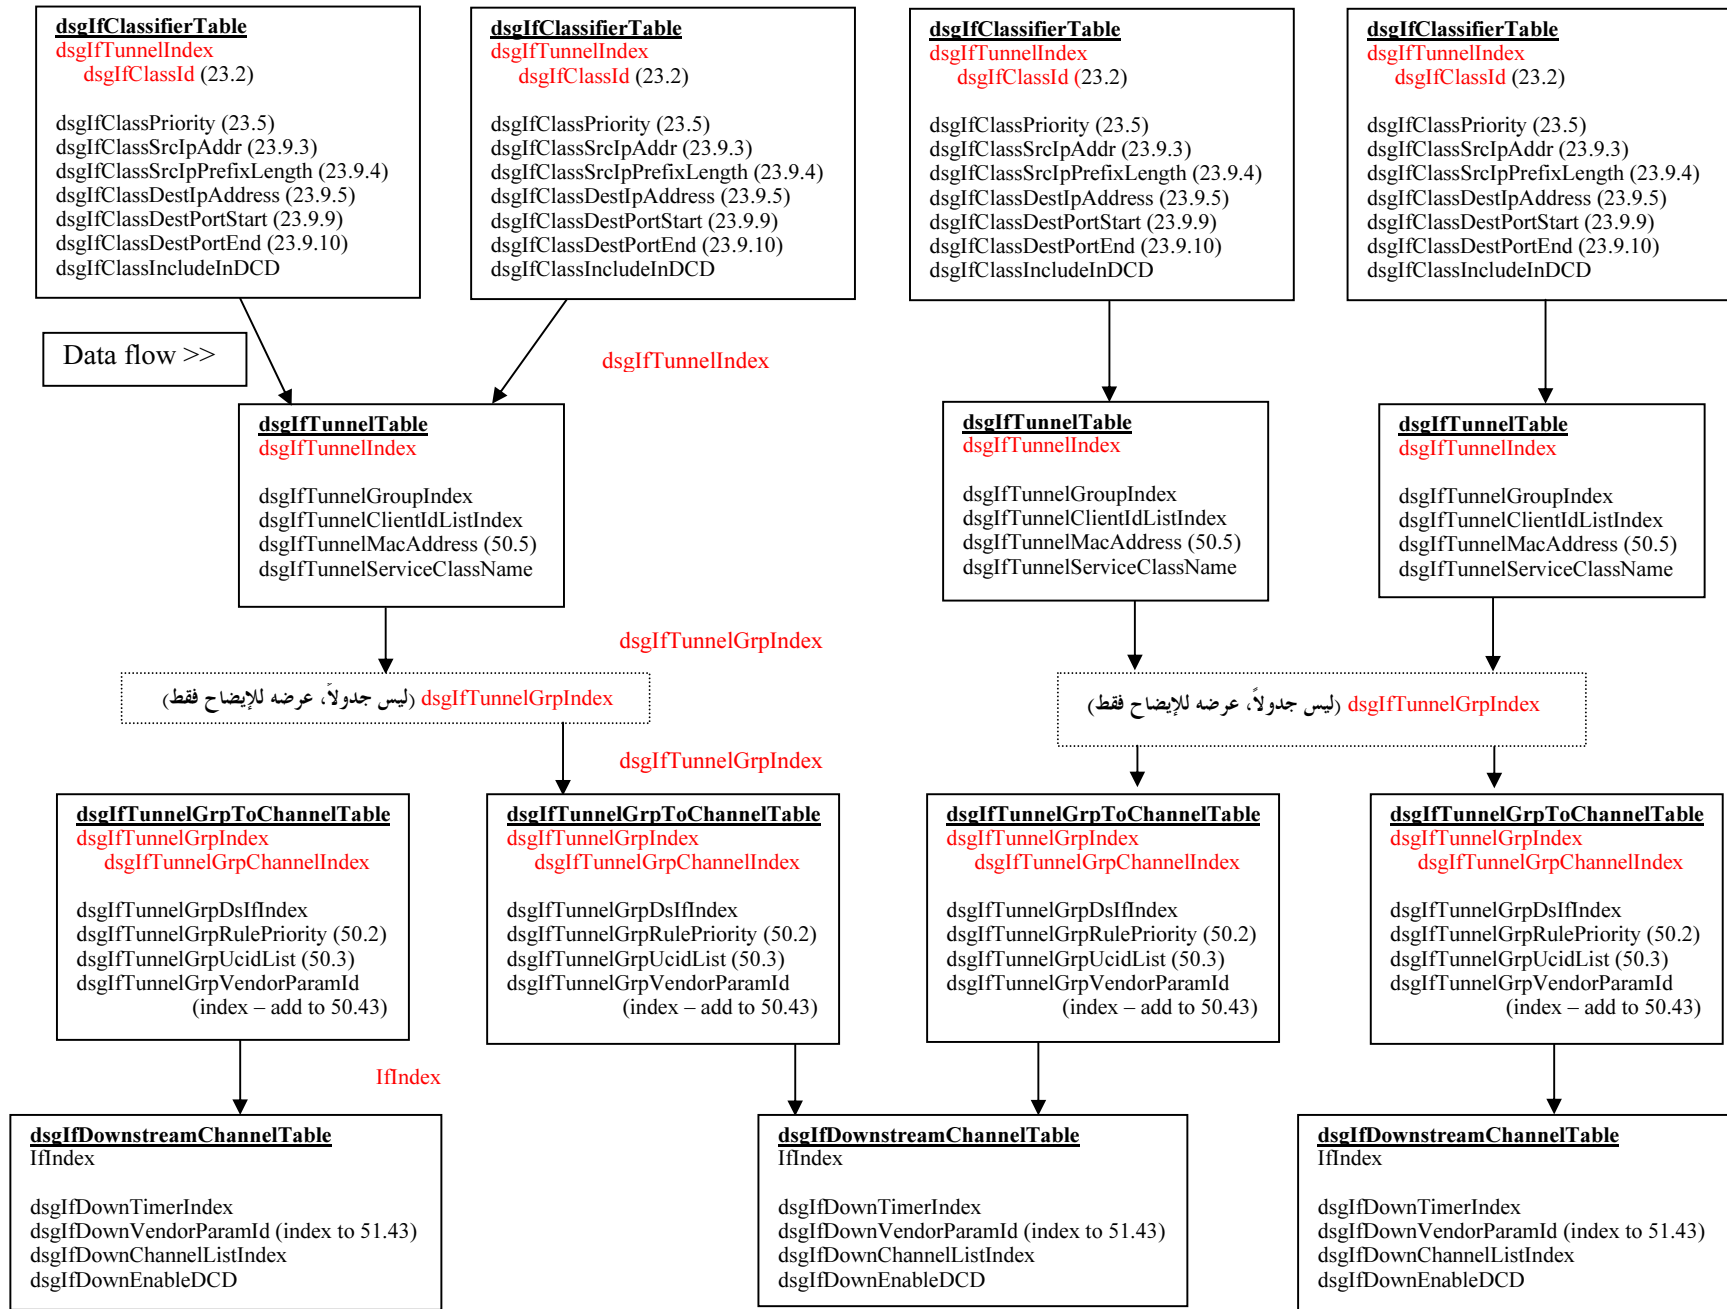 dsgIfClassifierTable
dsgIfTunnelIndex
dsgIfClassId (23.2)
dsgIfClassPriority (23.5)
dsgIfClassSrcIpAddr (23.9.3)
dsgIfClassSrcIpPrefixLength (23.9.4)
dsgIfClassDestIpAddress (23.9.5)
dsgIfClassDestPortStart (23.9.9)
dsgIfClassDestPortEnd (23.9.10)
dsgIfClassIncludeInDCD
dsgIfClassifierTable
dsgIfTunnelIndex
dsgIfClassId (23.2)
dsgIfClassPriority (23.5)
dsgIfClassSrcIpAddr (23.9.3)
dsgIfClassSrcIpPrefixLength (23.9.4)
dsgIfClassDestIpAddress (23.9.5)
dsgIfClassDestPortStart (23.9.9)
dsgIfClassDestPortEnd (23.9.10)
dsgIfClassIncludeInDCD
dsgIfClassifierTable
dsgIfTunnelIndex
dsgIfClassId (23.2)
dsgIfClassPriority (23.5)
dsgIfClassSrcIpAddr (23.9.3)
dsgIfClassSrcIpPrefixLength (23.9.4)
dsgIfClassDestIpAddress (23.9.5)
dsgIfClassDestPortStart (23.9.9)
dsgIfClassDestPortEnd (23.9.10)
dsgIfClassIncludeInDCD
dsgIfClassifierTable
dsgIfTunnelIndex
dsgIfClassId (23.2)
dsgIfClassPriority (23.5)
dsgIfClassSrcIpAddr (23.9.3)
dsgIfClassSrcIpPrefixLength (23.9.4)
dsgIfClassDestIpAddress (23.9.5)
dsgIfClassDestPortStart (23.9.9)
dsgIfClassDestPortEnd (23.9.10)
dsgIfClassIncludeInDCD
Data flow >>
dsgIfTunnelIndex
dsgIfTunnelTable
dsgIfTunnelIndex
dsgIfTunnelGroupIndex
dsgIfTunnelClientIdListIndex
dsgIfTunnelMacAddress (50.5)
dsgIfTunnelServiceClassName
dsgIfTunnelTable
dsgIfTunnelIndex
dsgIfTunnelGroupIndex
dsgIfTunnelClientIdListIndex
dsgIfTunnelMacAddress (50.5)
dsgIfTunnelServiceClassName
dsgIfTunnelTable
dsgIfTunnelIndex
dsgIfTunnelGroupIndex
dsgIfTunnelClientIdListIndex
dsgIfTunnelMacAddress (50.5)
dsgIfTunnelServiceClassName
dsgIfTunnelGrpIndex
dsgIfTunnelGrpIndex (ليس جدولاً، عرضه للإيضاح فقط)
dsgIfTunnelGrpIndex (ليس جدولاً، عرضه للإيضاح فقط)
dsgIfTunnelGrpIndex
dsgIfTunnelGrpToChannelTable
dsgIfTunnelGrpIndex
dsgIfTunnelGrpChannelIndex
dsgIfTunnelGrpDsIfIndex
dsgIfTunnelGrpRulePriority (50.2)
dsgIfTunnelGrpUcidList (50.3)
dsgIfTunnelGrpVendorParamId
(index – add to 50.43)
dsgIfTunnelGrpToChannelTable
dsgIfTunnelGrpIndex
dsgIfTunnelGrpChannelIndex
dsgIfTunnelGrpDsIfIndex
dsgIfTunnelGrpRulePriority (50.2)
dsgIfTunnelGrpUcidList (50.3)
dsgIfTunnelGrpVendorParamId
(index – add to 50.43)
dsgIfTunnelGrpToChannelTable
dsgIfTunnelGrpIndex
dsgIfTunnelGrpChannelIndex
dsgIfTunnelGrpDsIfIndex
dsgIfTunnelGrpRulePriority (50.2)
dsgIfTunnelGrpUcidList (50.3)
dsgIfTunnelGrpVendorParamId
(index – add to 50.43)
dsgIfTunnelGrpToChannelTable
dsgIfTunnelGrpIndex
dsgIfTunnelGrpChannelIndex
dsgIfTunnelGrpDsIfIndex
dsgIfTunnelGrpRulePriority (50.2)
dsgIfTunnelGrpUcidList (50.3)
dsgIfTunnelGrpVendorParamId
(index – add to 50.43)
IfIndex
dsgIfDownstreamChannelTable
IfIndex
dsgIfDownTimerIndex
dsgIfDownVendorParamId (index to 51.43)
dsgIfDownChannelListIndex
dsgIfDownEnableDCD
dsgIfDownstreamChannelTable
IfIndex
dsgIfDownTimerIndex
dsgIfDownVendorParamId (index to 51.43)
dsgIfDownChannelListIndex
dsgIfDownEnableDCD
dsgIfDownstreamChannelTable
IfIndex
dsgIfDownTimerIndex
dsgIfDownVendorParamId (index to 51.43)
dsgIfDownChannelListIndex
dsgIfDownEnableDCD